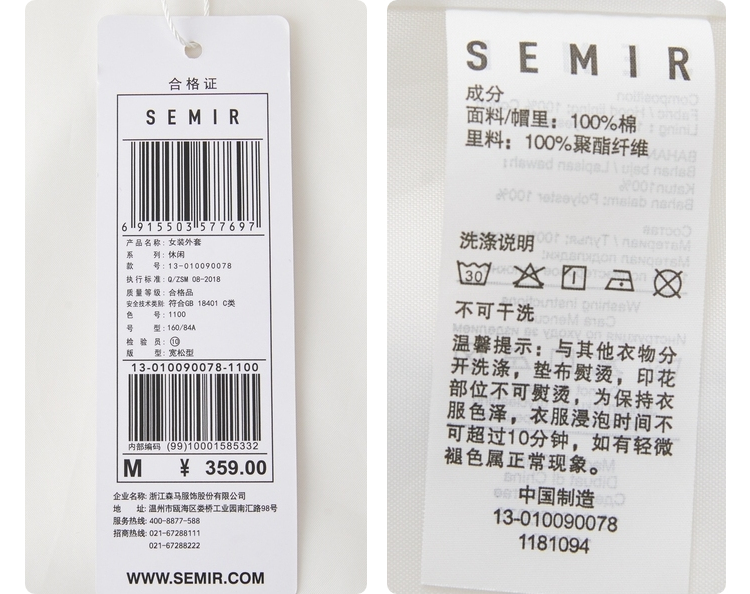 合格证
SEMIR
6 915503 577697
产品名称: 女装外套
系 列: 休闲
款 号: 13-010090078
执行标准: Q/ZSM 08-2018
质量等级: 合格品
安全技术类别: 符合GB 18401 C类
色 号: 1100
号 型: 160/84A
检 验 员: ⑩
版 型: 宽松型
13-010090078-1100
内部编码 (99)10001585332
M ¥ 359.00
企业名称: 浙江森马服饰股份有限公司
地 址: 温州市瓯海区娄桥工业园南汇路98号
服务热线: 400-8877-588
招商热线: 021-67288111
021-67288222
WWW.SEMIR.COM
SEMIR
成分
面料/帽里: 100%棉
里料: 100%聚酯纤维
洗涤说明
30
不可干洗
温馨提示: 与其他衣物分
开洗涤, 垫布熨烫, 印花
部位不可熨烫, 为保持衣
服色泽, 衣服浸泡时间不
可超过10分钟, 如有轻微
褪色属正常现象。
中国制造
13-010090078
1181094